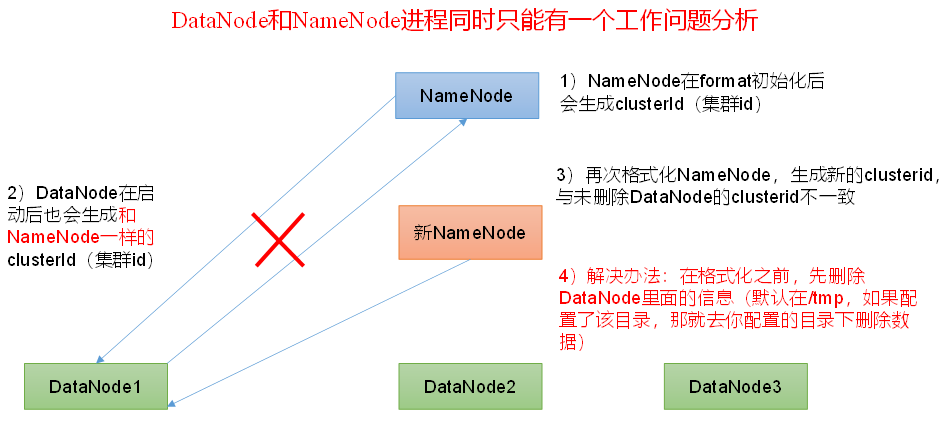 DataNode和NameNode进程同时只能有一个工作问题分析
NameNode
1）NameNode在format初始化后
会生成clusterId（集群id）
2）DataNode在启
动后也会生成和
NameNode一样的
clusterId（集群id）
3）再次格式化NameNode，生成新的clusterid，
与未删除DataNode的clusterid不一致
新NameNode
4）解决办法：在格式化之前，先删除
DataNode里面的信息（默认在/tmp，如果配
置了该目录，那就去你配置的目录下删除数
据）
DataNode1
DataNode2
DataNode3